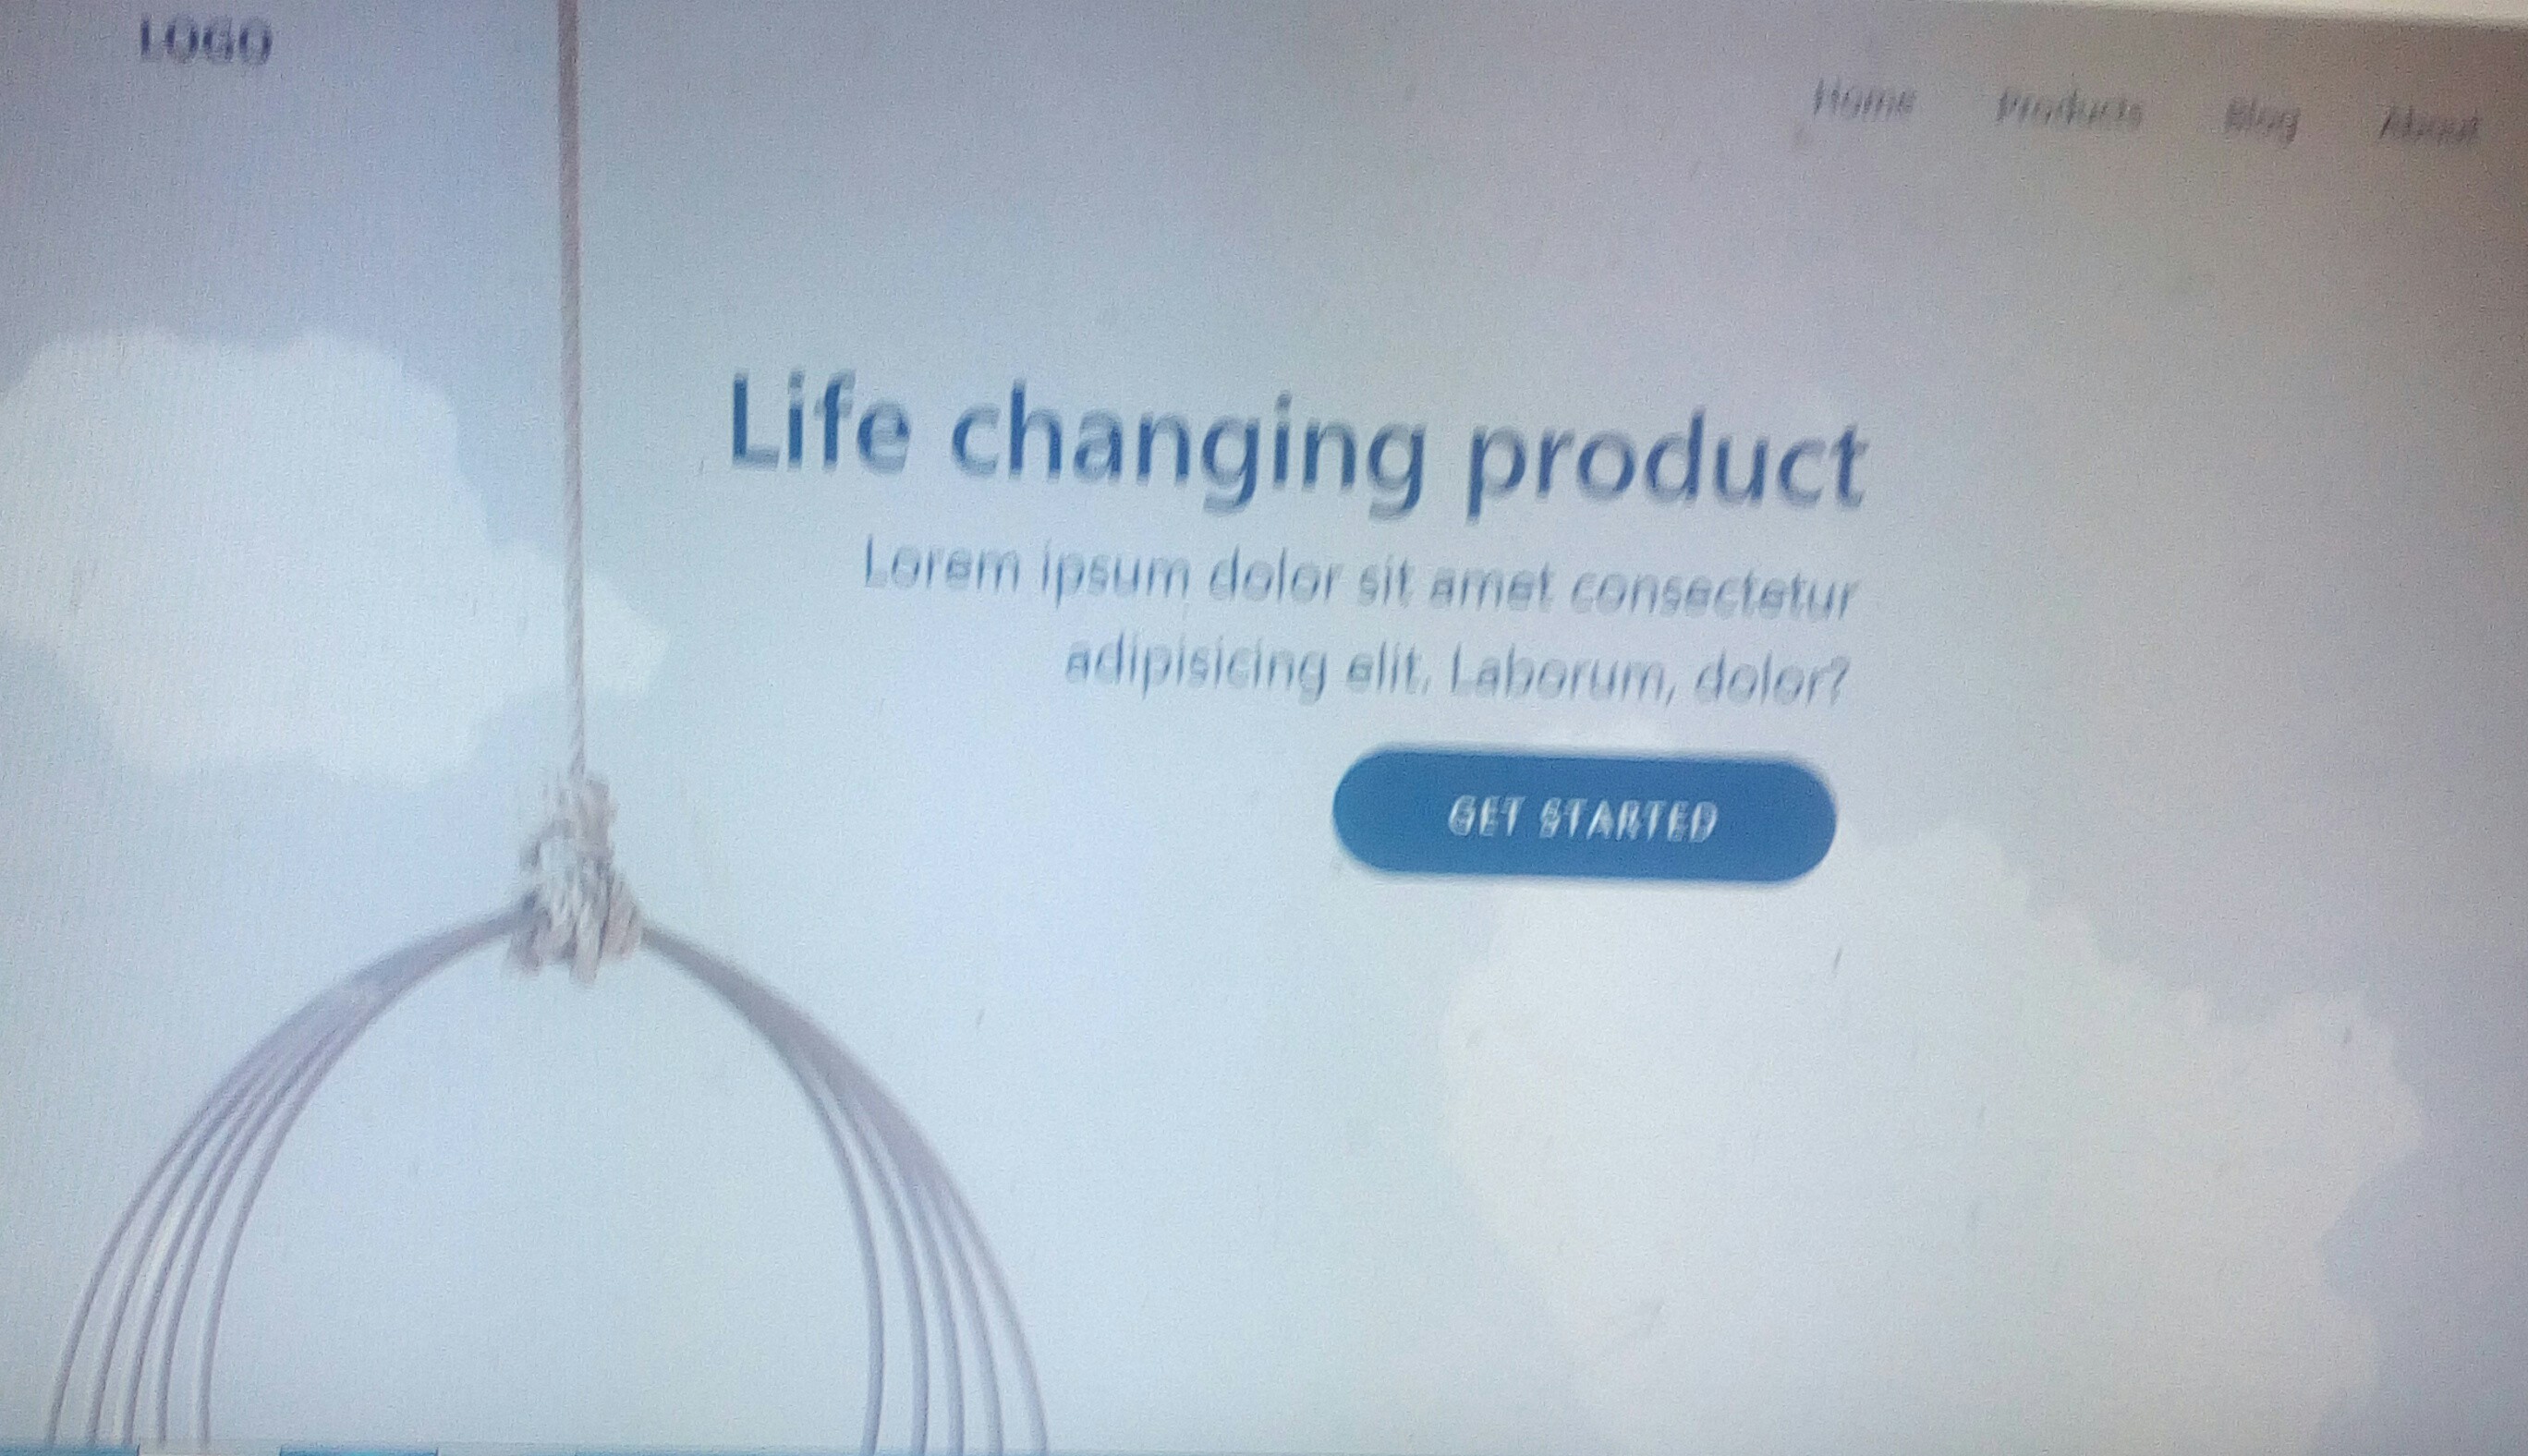 LOGO
Home Products Blog About
Life changing product
Lorem ipsum dolor sit amet consectetur
adipisicing elit. Laborum, dolor?
GET STARTED